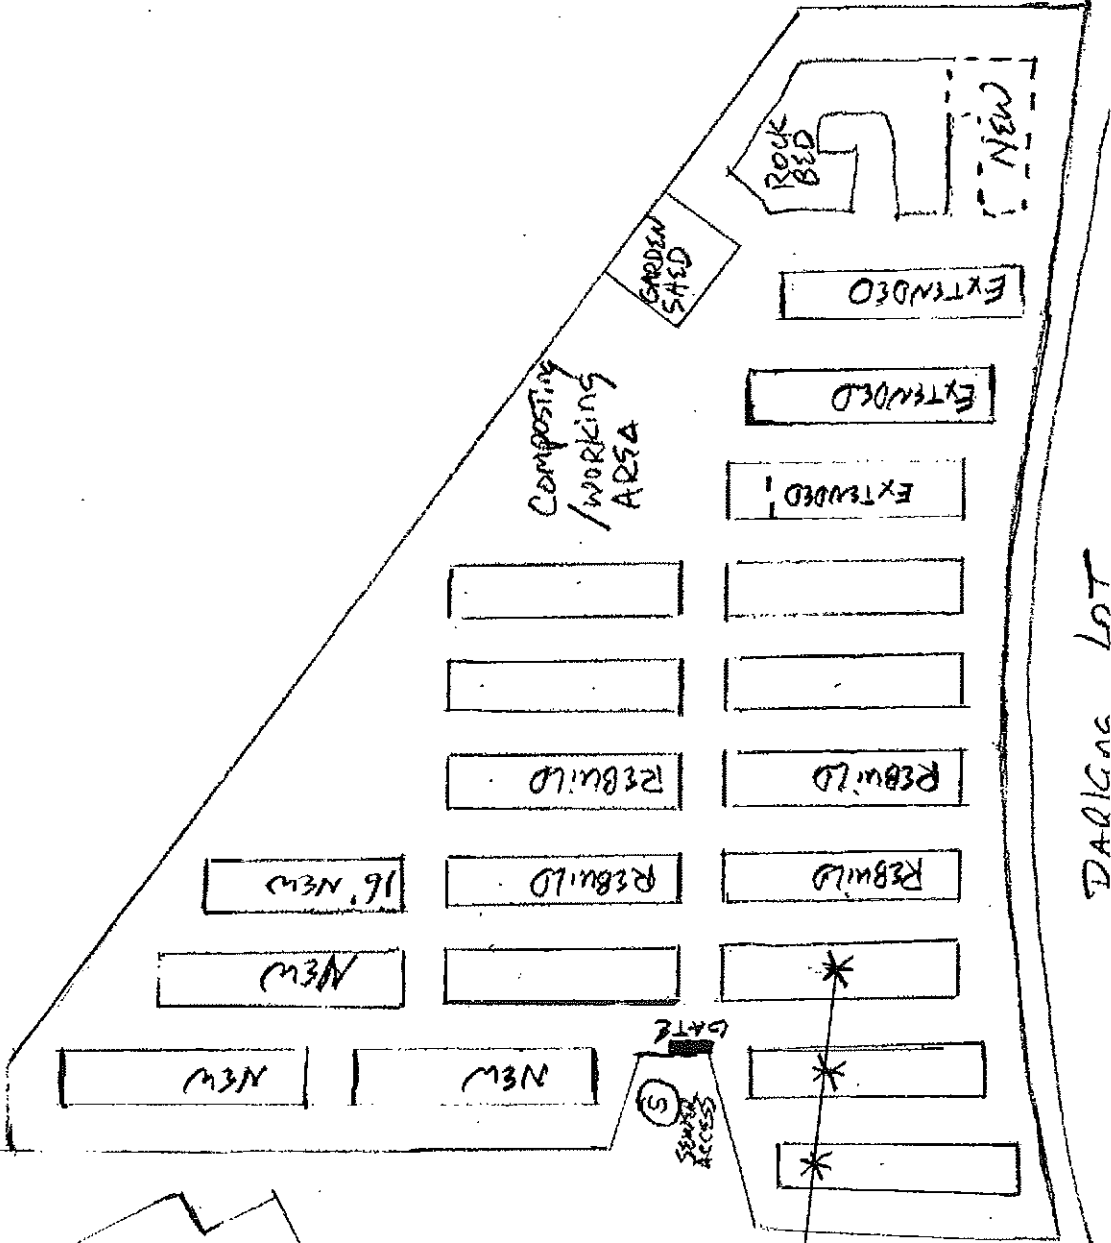 ROCK
BED
NEW
GARDEN
SHED
EXTENDED
EXTENDED
EXTENDED
Composting
/WORKING/
AREA
REBUILD
REBUILD
16' NEW
REBUILD
REBUILD
NEW
GATE
NEW
NEW
S
SEWER
ACCESS
PARKING LOT